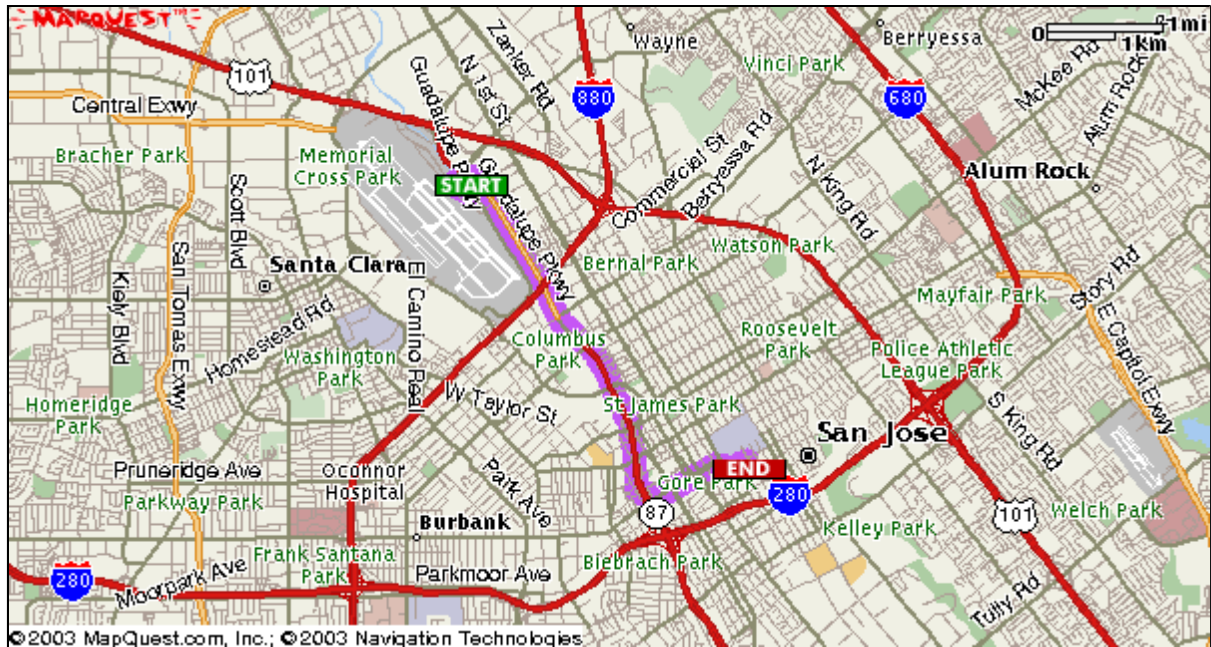 MAPQUEST
101
Central Exwy
Bracher Park
Memorial
Cross Park
Guadalupe Pkwy
N 1st St
Zanker Rd
880
Wayne
Vinci Park
Berryessa
0
1mi
1km
McKee Rd
Alum Rock
680
Alum Rock
START
Guadalupe Pkwy
Commercial St
Berryessa Rd
N King Rd
Watson Park
Bernal Park
Scott Blvd
Santa Clara
San Tomas Exwy
Kiely Blvd
Homestead Rd
Washington
Park
El Camino Real
Columbus
Park
Roosevelt
Park
Mayfair Park
Story Rd
E Capitol Exwy
Police Athletic
League Park
Homeridge
Park
W Taylor St
St James Park
S King Rd
San Jose
Pruneridge Ave
Parkway Park
Oconnor
Hospital
Park Ave
END
Gore Park
280
87
101
Welch Park
Kelley Park
Burbank
Biebrach Park
Frank Santana
Park
280
Moorpark Ave
Parkmoor Ave
Tully Rd
©2003 MapQuest.com, Inc.; ©2003 Navigation Technologies